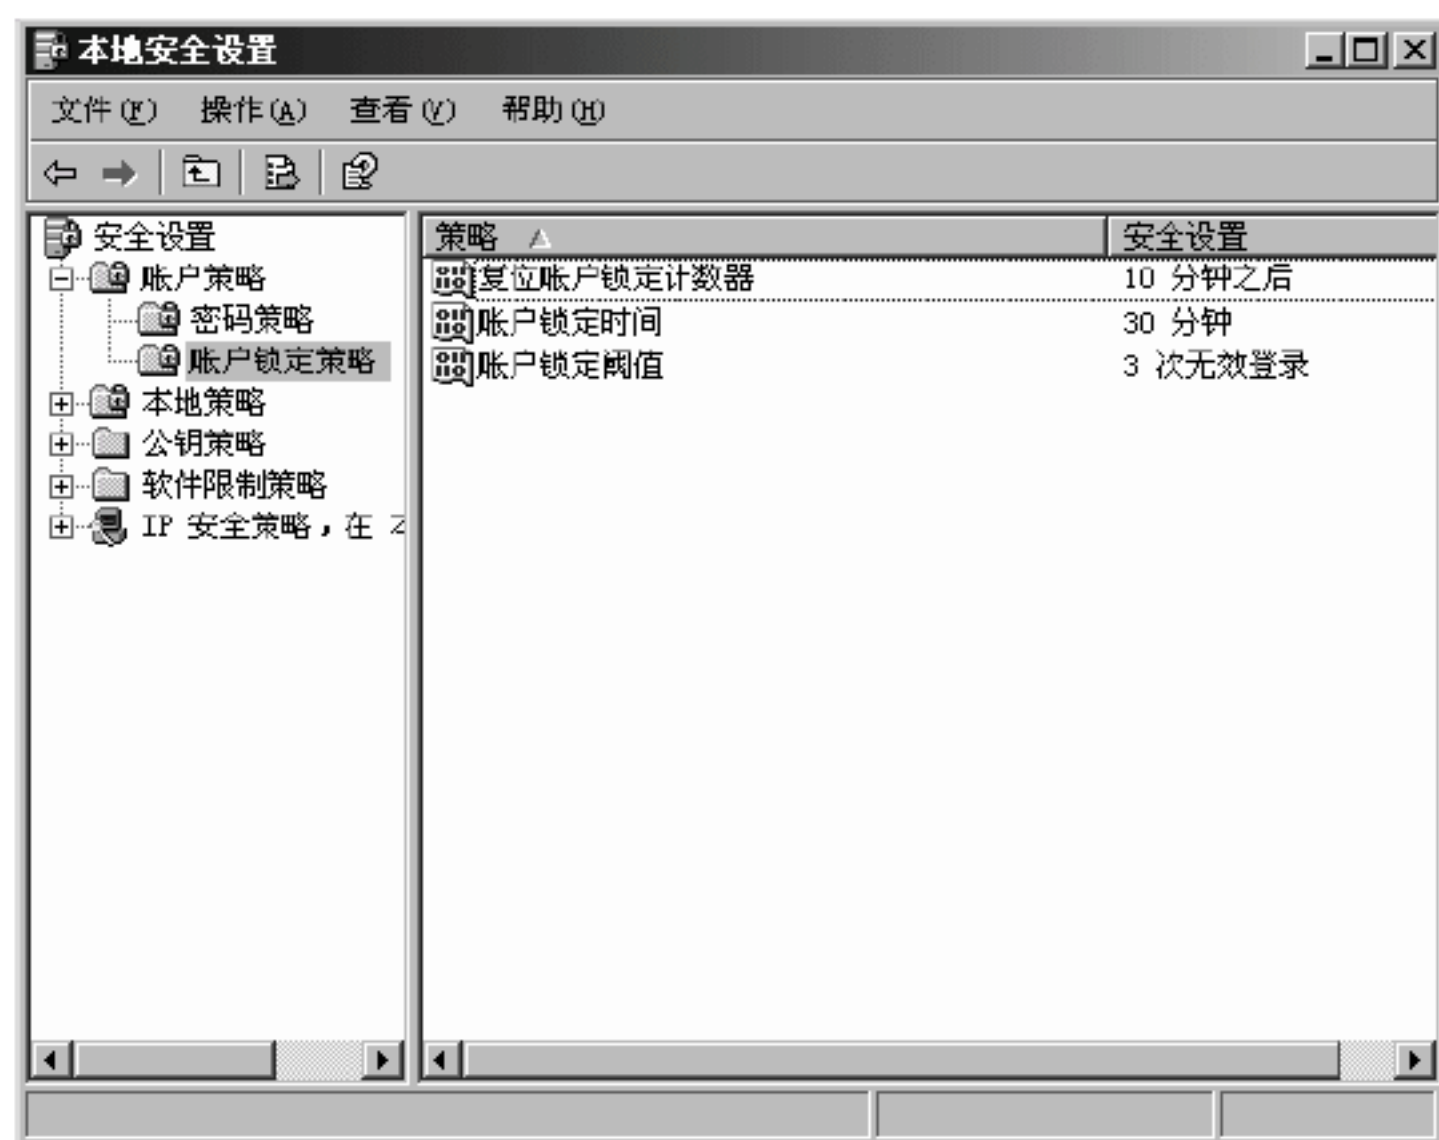 本地安全设置
文件(F) 操作(A) 查看(V) 帮助(H)
安全设置
账户策略
密码策略
账户锁定策略
本地策略
公钥策略
软件限制策略
IP 安全策略，在
策略 安全设置
复位账户锁定计数器 10 分钟之后
账户锁定时间 30 分钟
账户锁定阈值 3 次无效登录